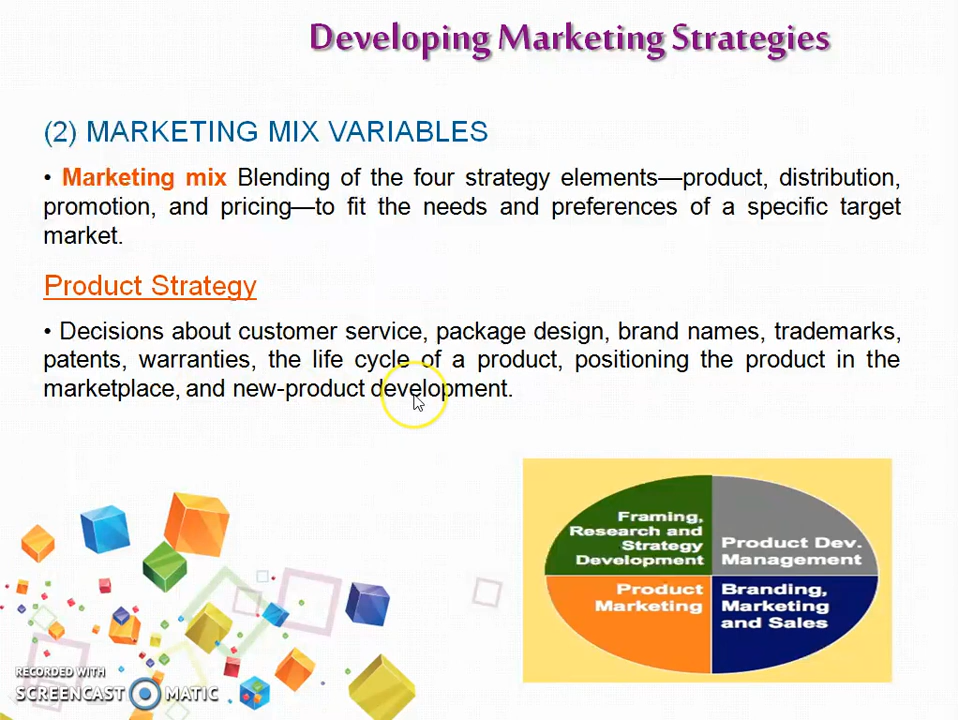 Developing Marketing Strategies
(2) MARKETING MIX VARIABLES
• Marketing mix Blending of the four strategy elements—product, distribution,
promotion, and pricing—to fit the needs and preferences of a specific target
market.
Product Strategy
• Decisions about customer service, package design, brand names, trademarks,
patents, warranties, the life cycle of a product, positioning the product in the
marketplace, and new-product development.
Framing,
Research and
Strategy
Development
Product Dev.
Management
Product
Marketing
Branding,
Marketing
and Sales
RECORDED WITH
SCREENCAST MATIC